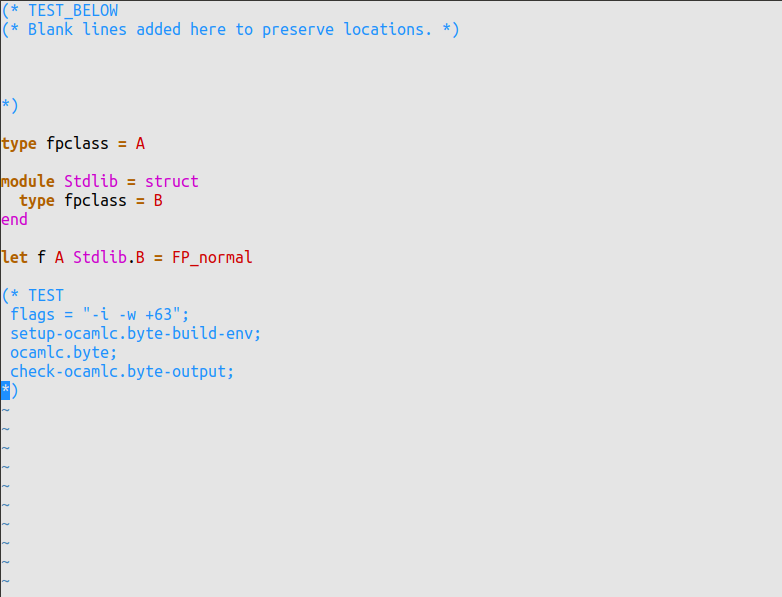 (* TEST_BELOW
(* Blank lines added here to preserve locations. *)
*)
type fpclass = A
module Stdlib = struct
  type fpclass = B
end
let f A Stdlib.B = FP_normal
(* TEST
 flags = "-i -w +63";
 setup-ocamlc.byte-build-env;
 ocamlc.byte;
 check-ocamlc.byte-output;
*)
~
~
~
~
~
~
~
~
~
~